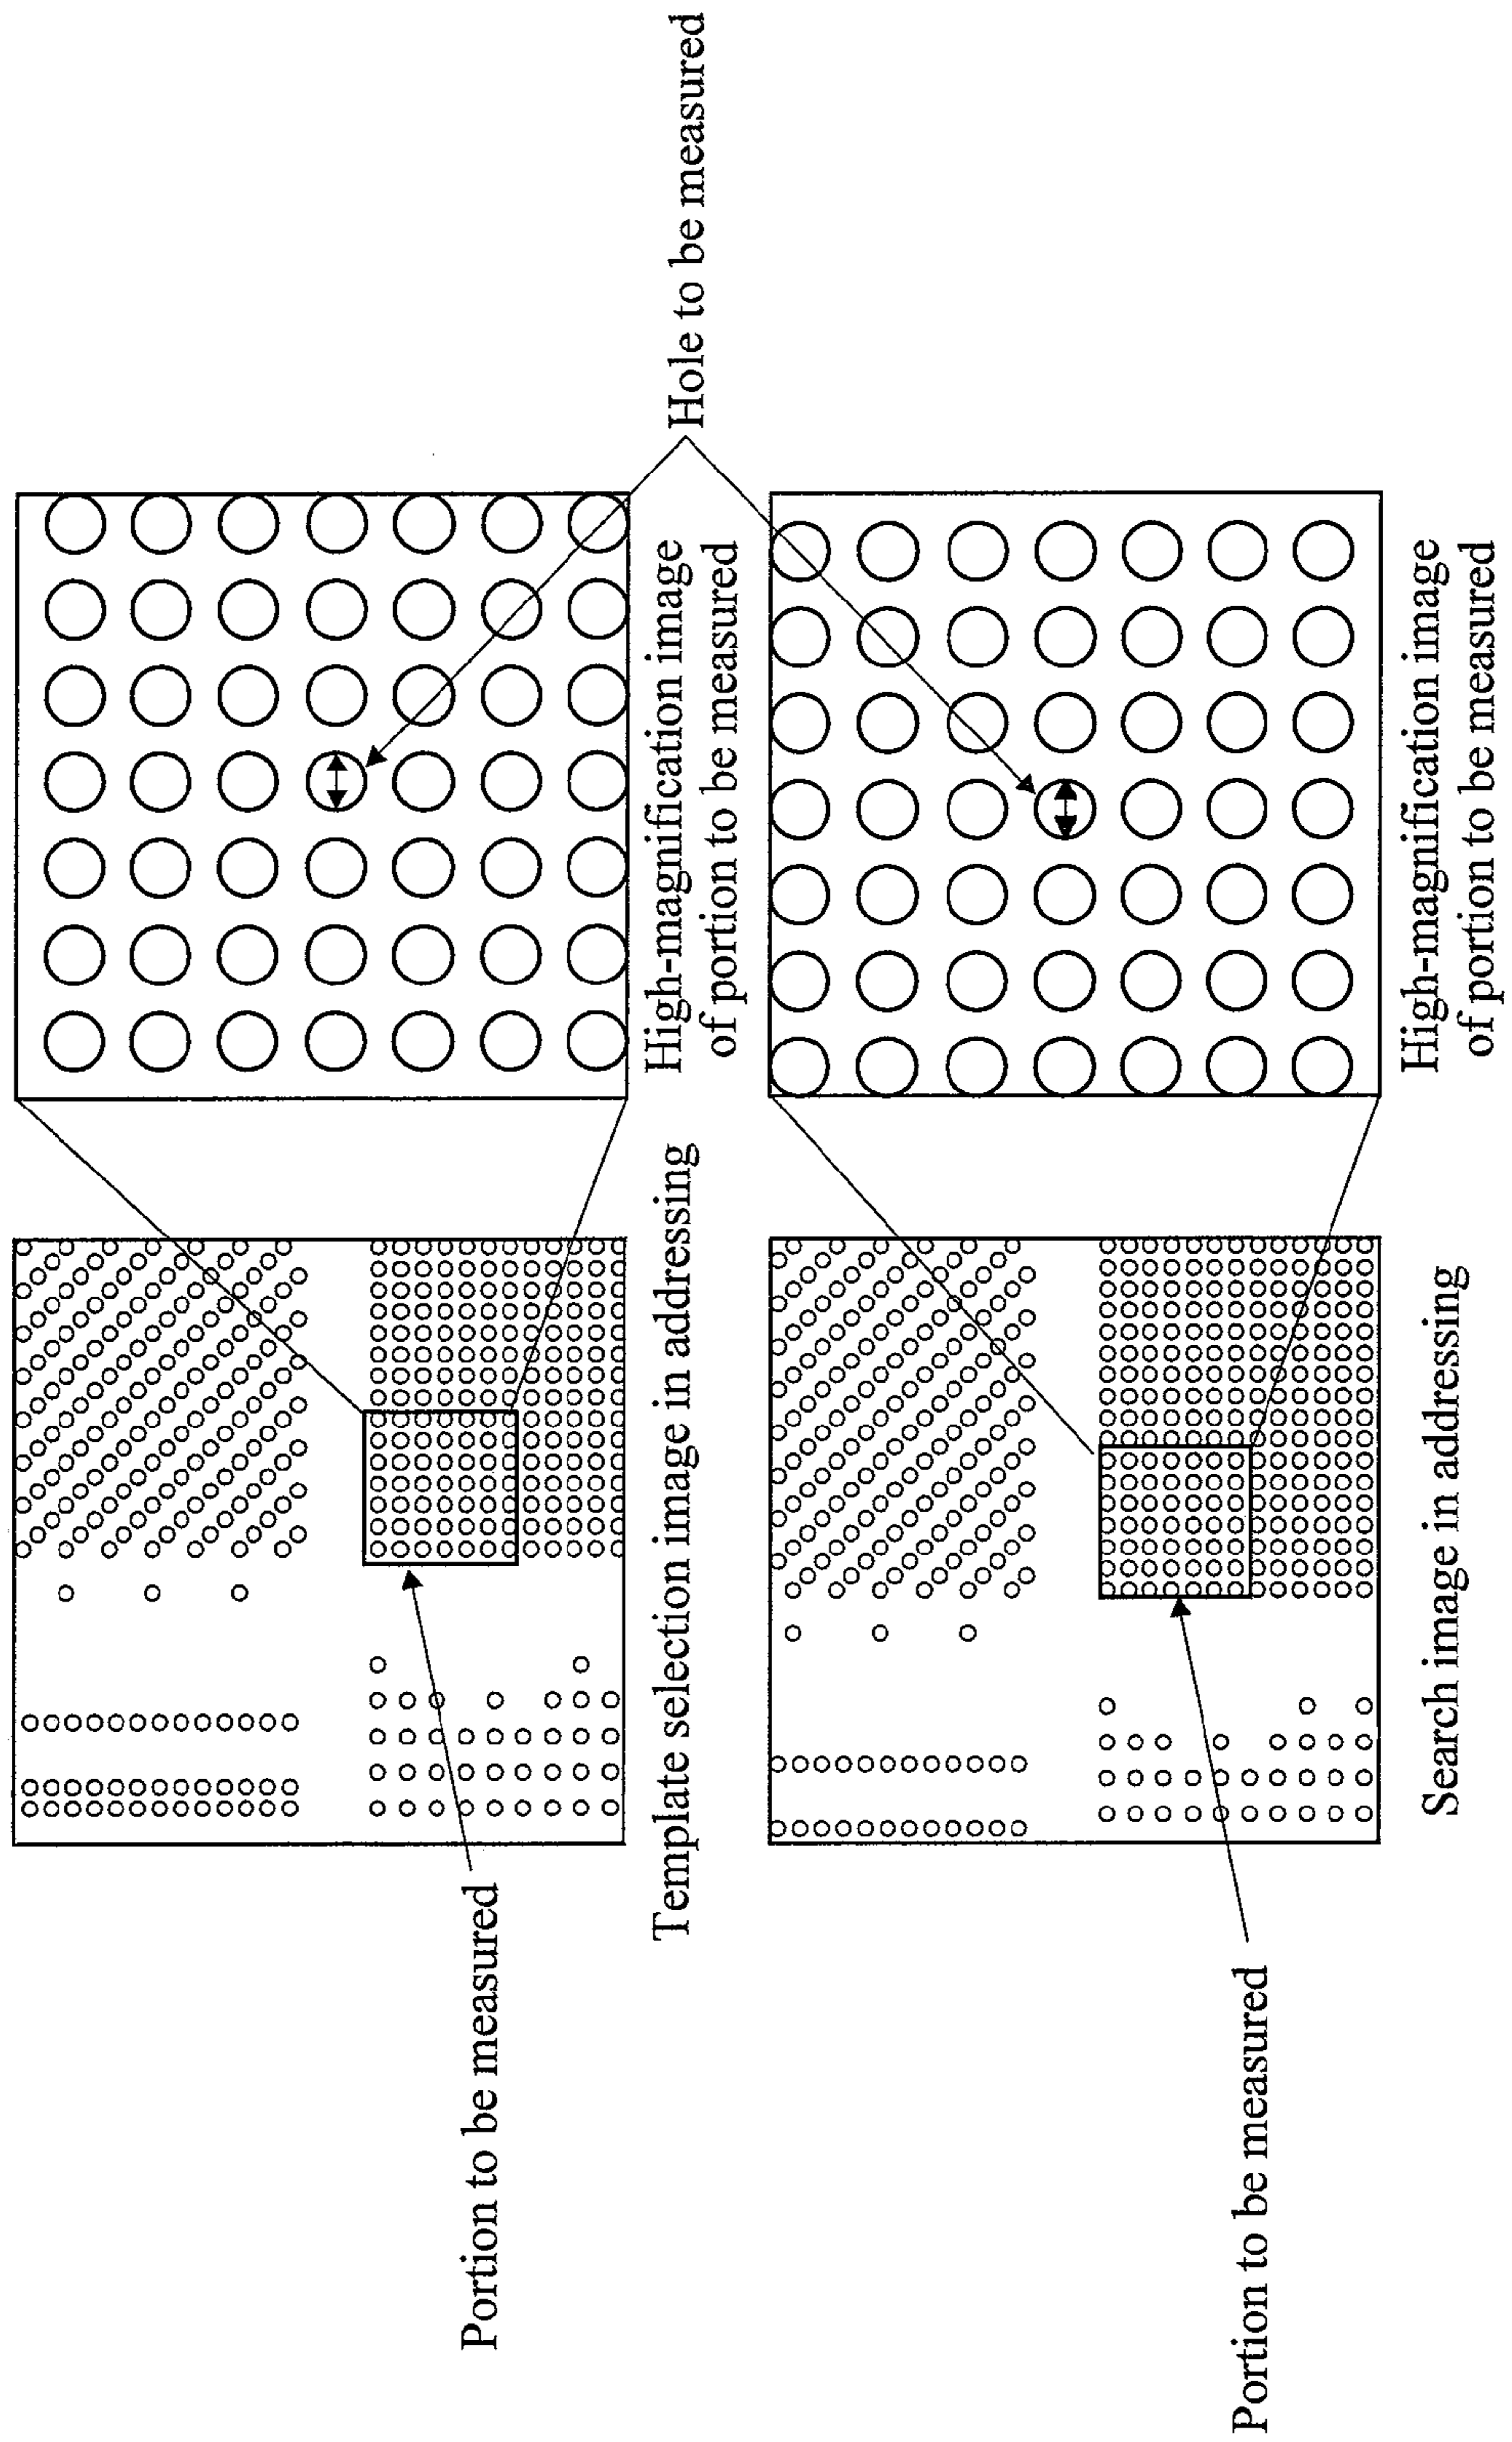 Portion to be measured
Template selection image in addressing
High-magnification image
of portion to be measured
Hole to be measured
Portion to be measured
Search image in addressing
High-magnification image
of portion to be measured